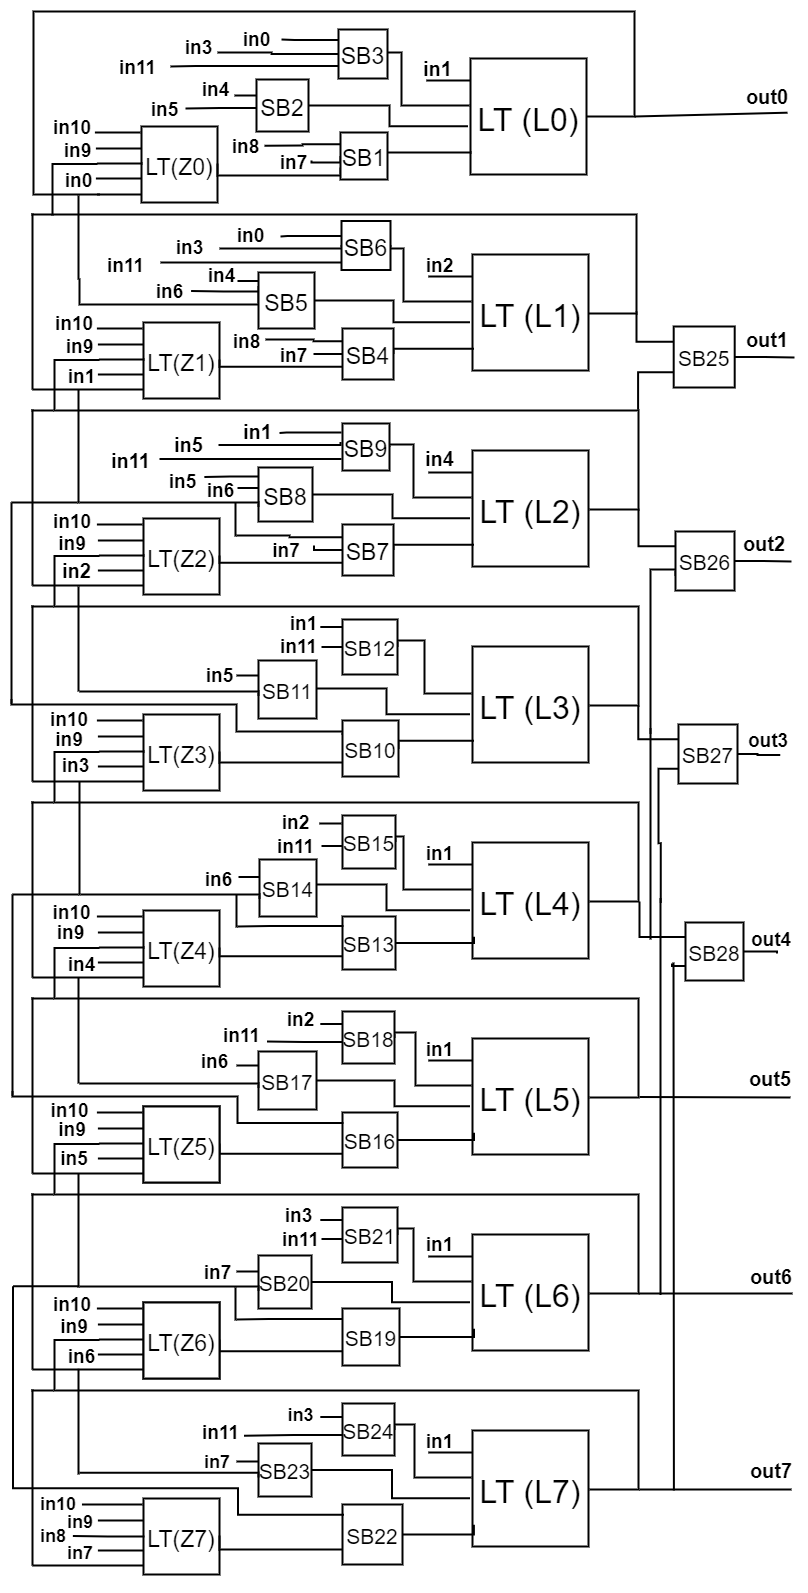 in0
in3
SB3
in11
in1
in4
in5
SB2
LT (L0)
out0
in10
in9
LT(Z0)
in0
in8
in7
SB1
in0
in3
SB6
in11
in2
in4
in6
SB5
LT (L1)
in10
in9
LT(Z1)
in1
in8
in7
SB4
SB25
out1
in1
in5
SB9
in11
in4
in5
in6
SB8
LT (L2)
in10
in9
LT(Z2)
in2
in7
SB7
SB26
out2
in1
in11
SB12
in5
SB11
LT (L3)
in10
in9
LT(Z3)
in3
SB10
SB27
out3
in2
in11
SB15
in1
in6
SB14
LT (L4)
in10
in9
LT(Z4)
in4
SB13
SB28
out4
in2
in11
SB18
in1
in6
SB17
LT (L5)
out5
in10
in9
LT(Z5)
in5
SB16
in3
in11
SB21
in1
in7
SB20
LT (L6)
out6
in10
in9
LT(Z6)
in6
SB19
in3
in11
SB24
in1
in7
SB23
LT (L7)
out7
in10
in9
in8
LT(Z7)
in7
SB22